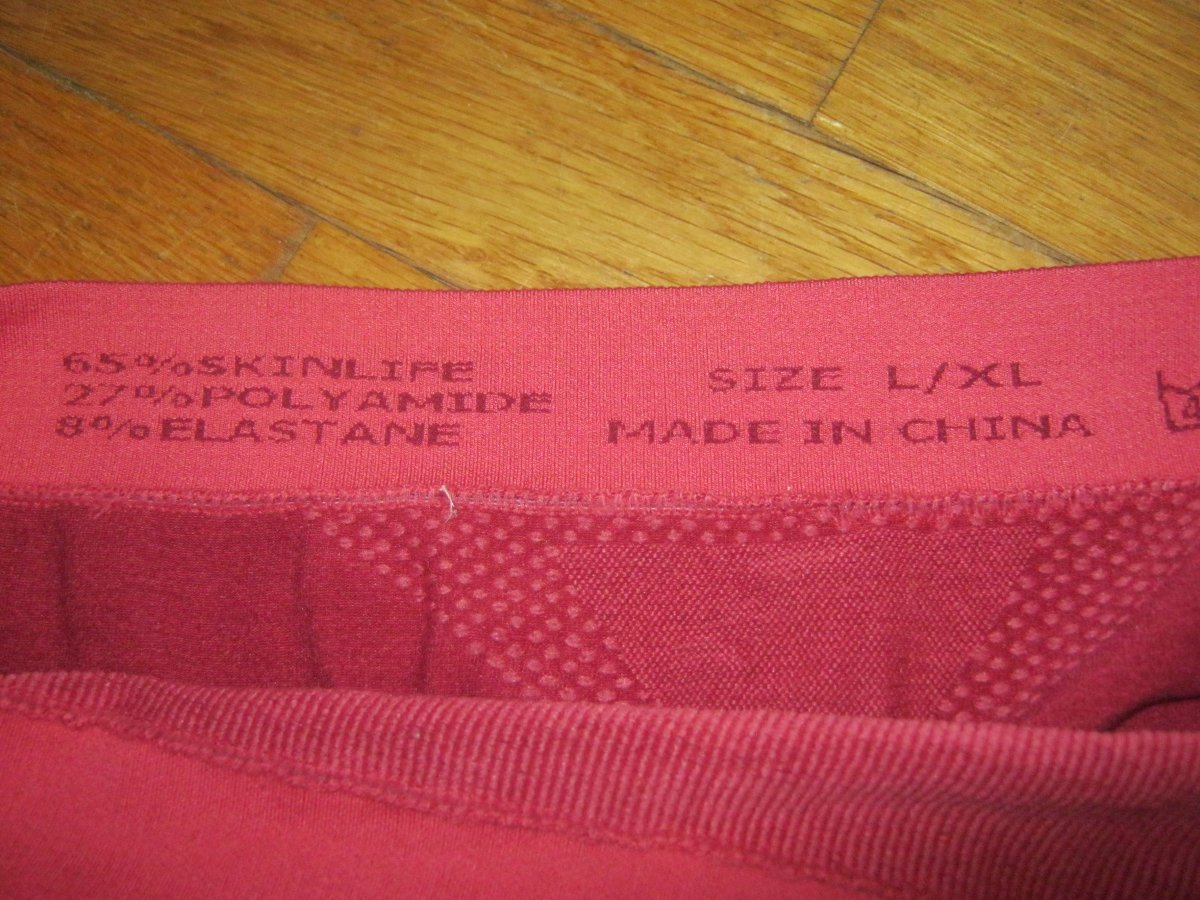 65%SKINLIFE
27%POLYAMIDE
8%ELASTANE
SIZE L/XL
MADE IN CHINA